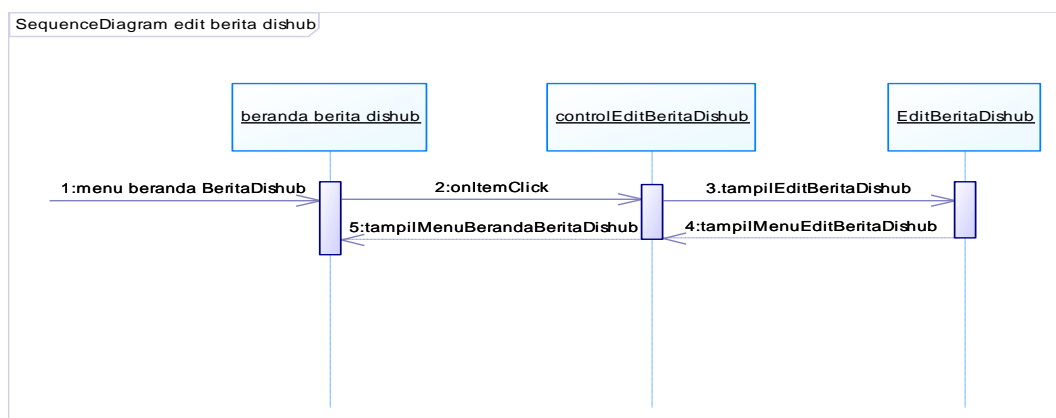 SequenceDiagram edit berita dishub
beranda berita dishub
controlEditBeritaDishub
EditBeritaDishub
1:menu beranda BeritaDishub
2:onItemClick
3.tampilEditBeritaDishub
5:tampilMenuBerandaBeritaDishub
4:tampilMenuEditBeritaDishub